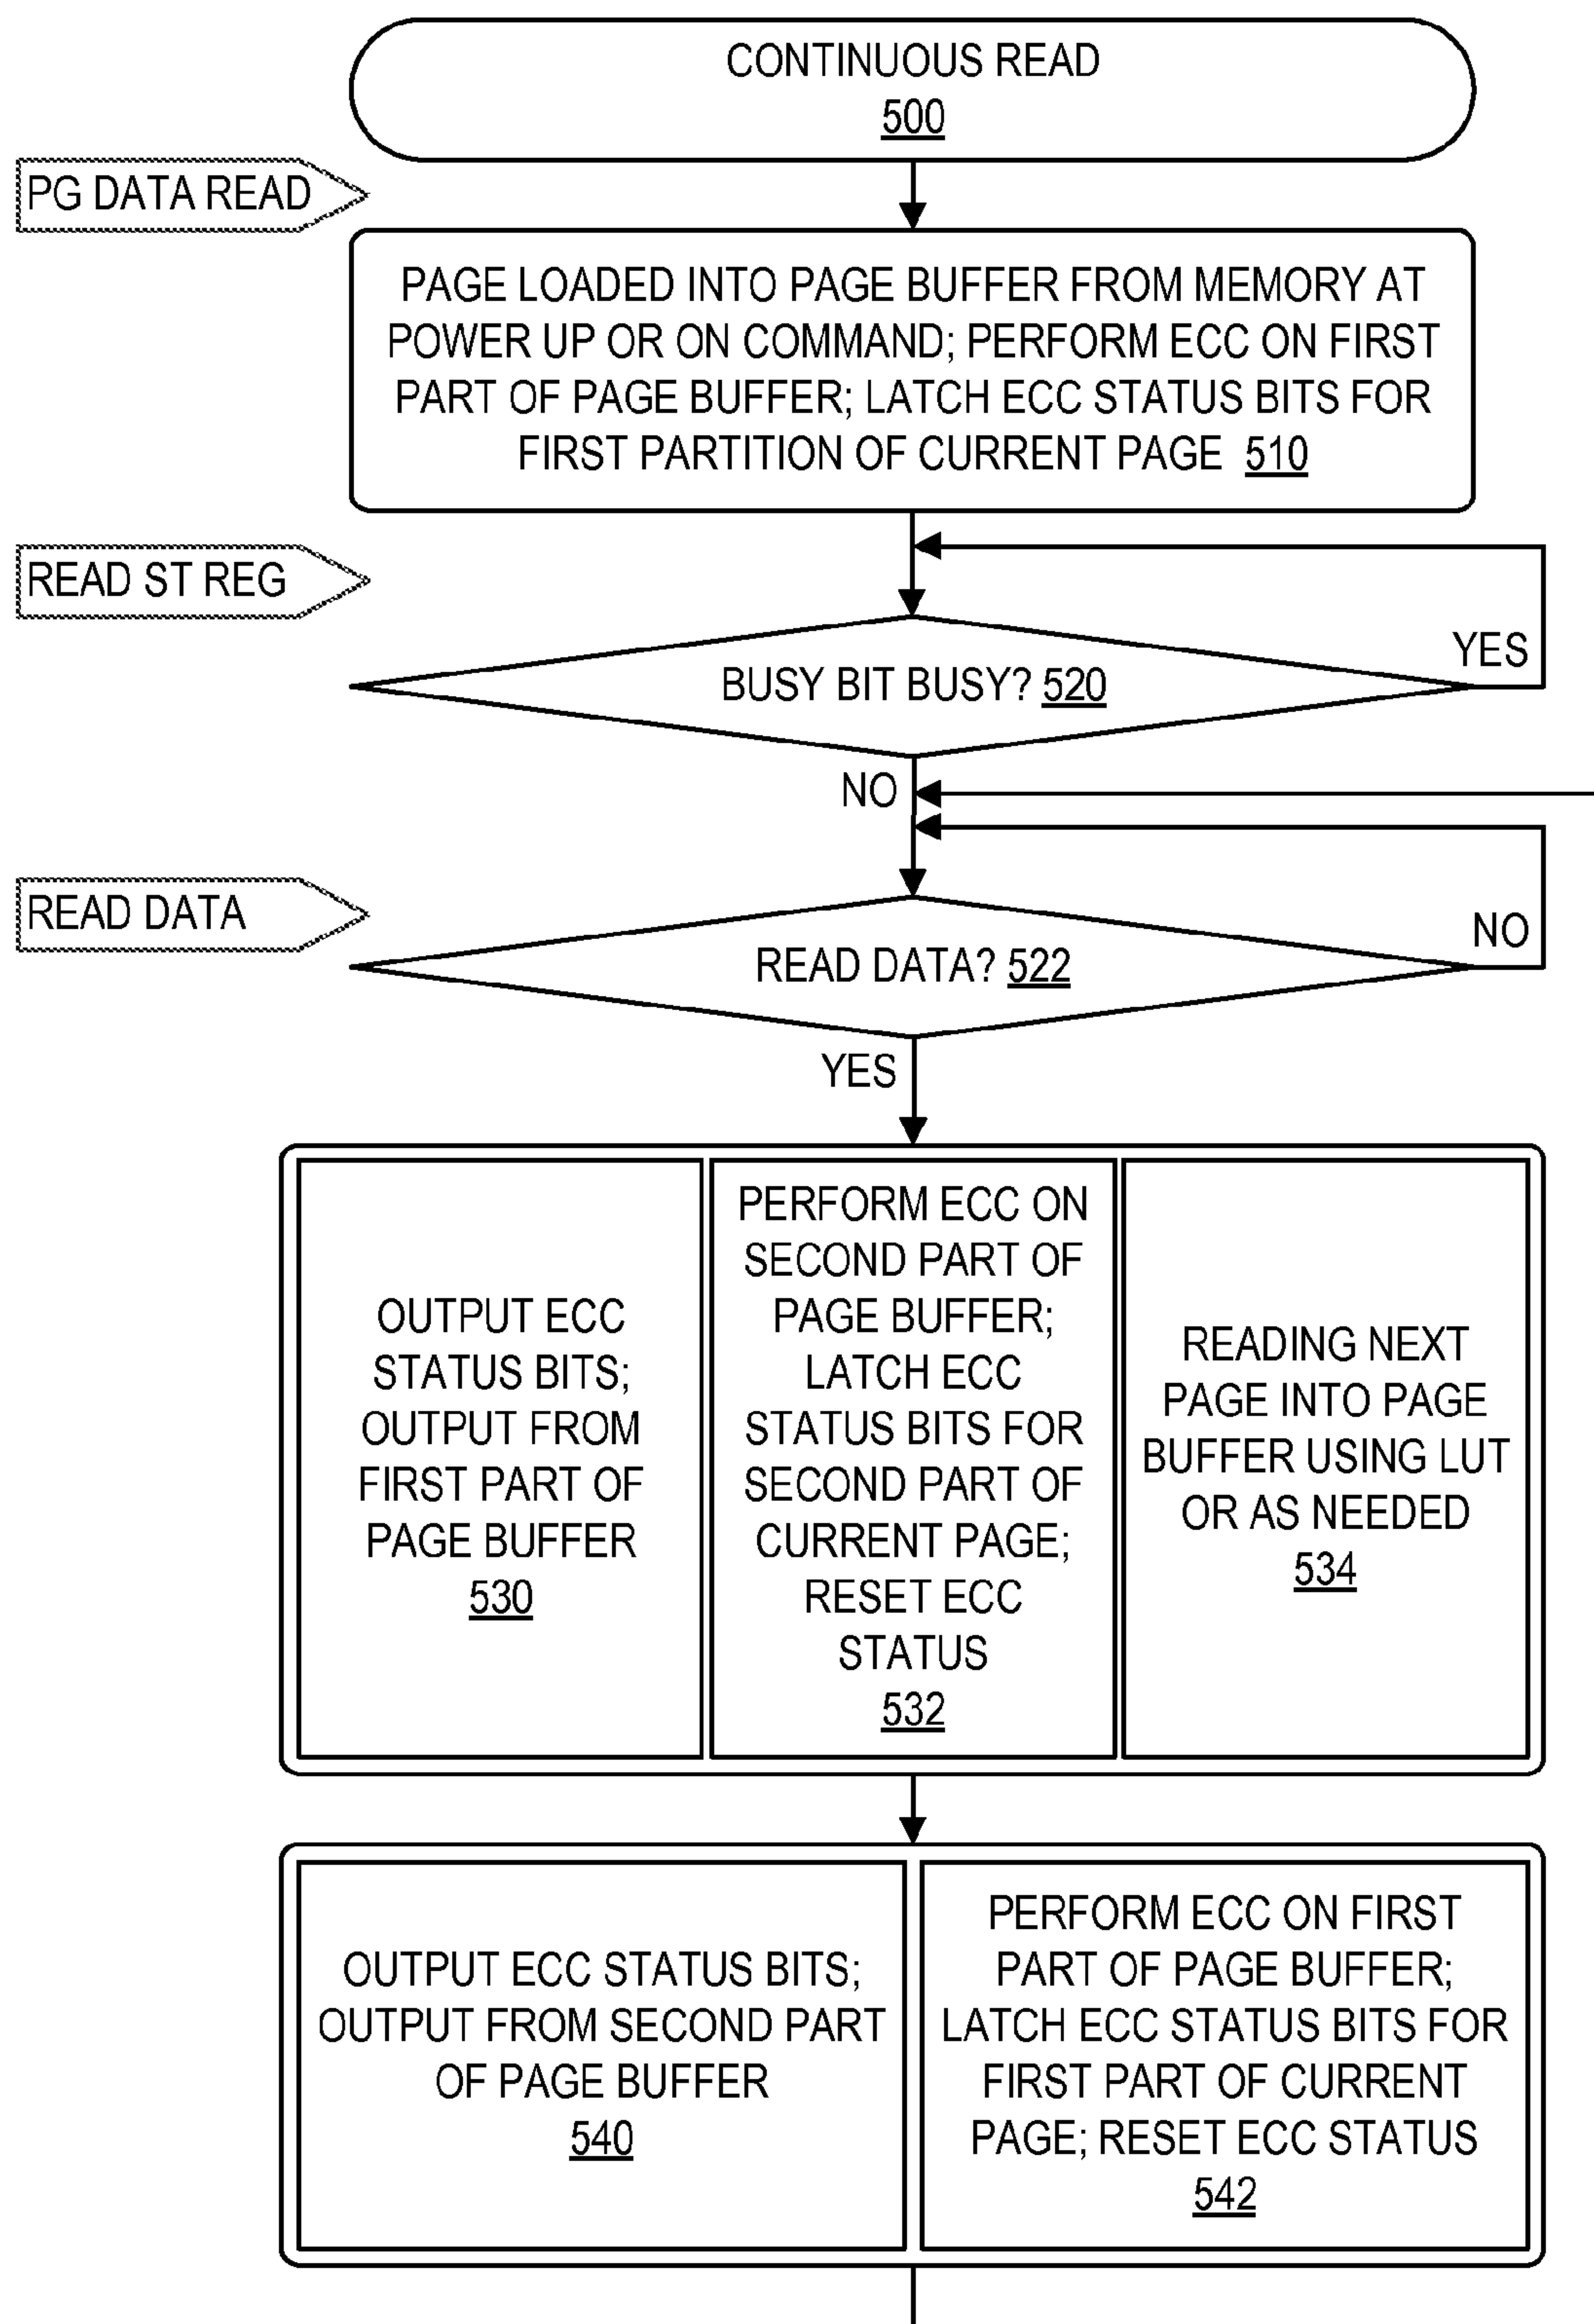 CONTINUOUS READ
500
PG DATA READ
PAGE LOADED INTO PAGE BUFFER FROM MEMORY AT
POWER UP OR ON COMMAND; PERFORM ECC ON FIRST
PART OF PAGE BUFFER; LATCH ECC STATUS BITS FOR
FIRST PARTITION OF CURRENT PAGE 510
READ ST REG
YES
BUSY BIT BUSY? 520
NO
READ DATA
NO
READ DATA? 522
YES
OUTPUT ECC
STATUS BITS;
OUTPUT FROM
FIRST PART OF
PAGE BUFFER
530
PERFORM ECC ON
SECOND PART OF
PAGE BUFFER;
LATCH ECC
STATUS BITS FOR
SECOND PART OF
CURRENT PAGE;
RESET ECC
STATUS
532
READING NEXT
PAGE INTO PAGE
BUFFER USING LUT
OR AS NEEDED
534
OUTPUT ECC STATUS BITS;
OUTPUT FROM SECOND PART
OF PAGE BUFFER
540
PERFORM ECC ON FIRST
PART OF PAGE BUFFER;
LATCH ECC STATUS BITS FOR
FIRST PART OF CURRENT
PAGE; RESET ECC STATUS
542